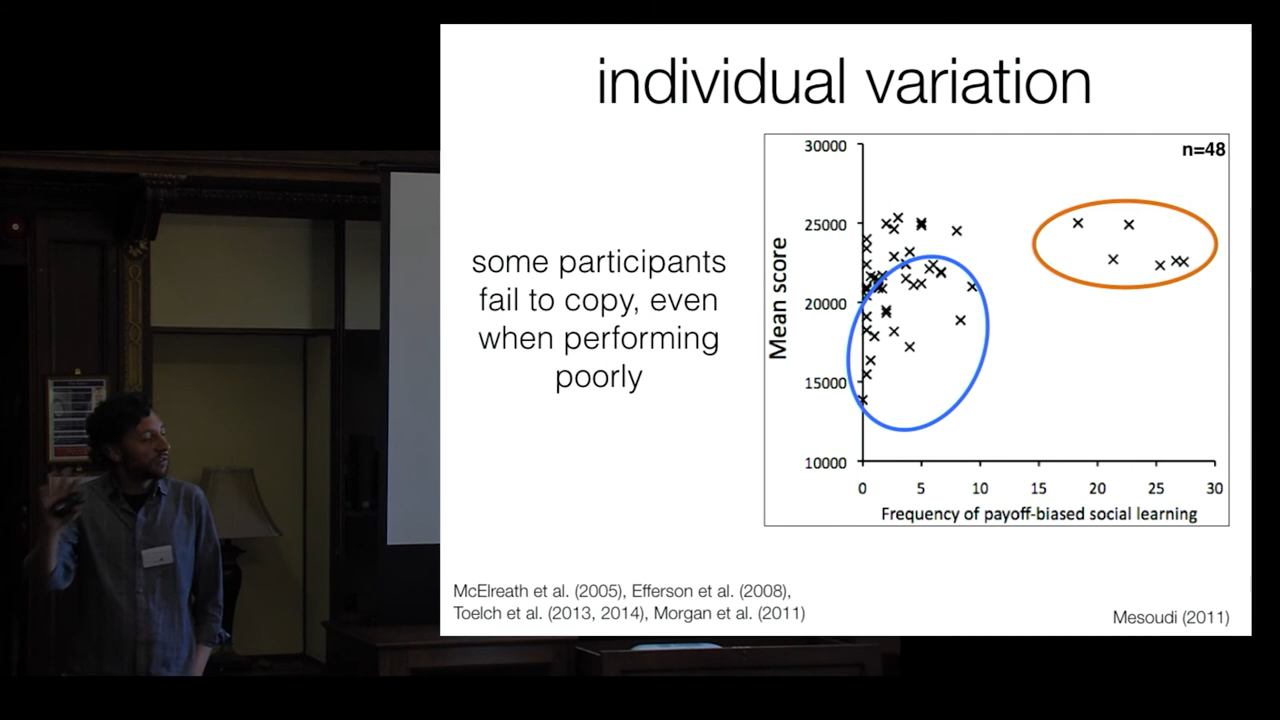 individual variation
some participants
fail to copy, even
when performing
poorly
n=48
30000
25000
20000
15000
10000
Mean score
0 5 10 15 20 25 30
Frequency of payoff-biased social learning
McElreath et al. (2005), Efferson et al. (2008),
Toelch et al. (2013, 2014), Morgan et al. (2011)
Mesoudi (2011)